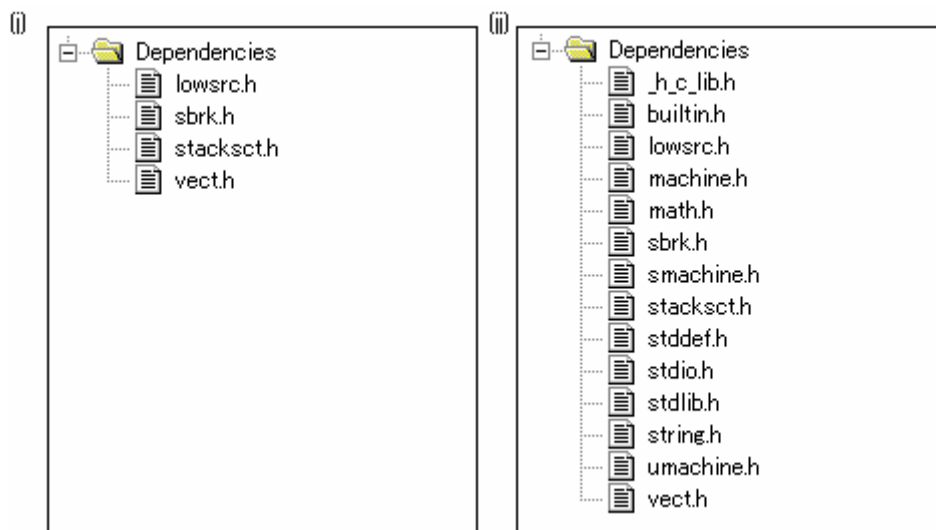 (i)
Dependencies
lowsrc.h
sbrk.h
stacksct.h
vect.h
(ii)
Dependencies
_h_c_lib.h
builtin.h
lowsrc.h
machine.h
math.h
sbrk.h
smachine.h
stacksct.h
stddef.h
stdio.h
stdlib.h
string.h
umachine.h
vect.h